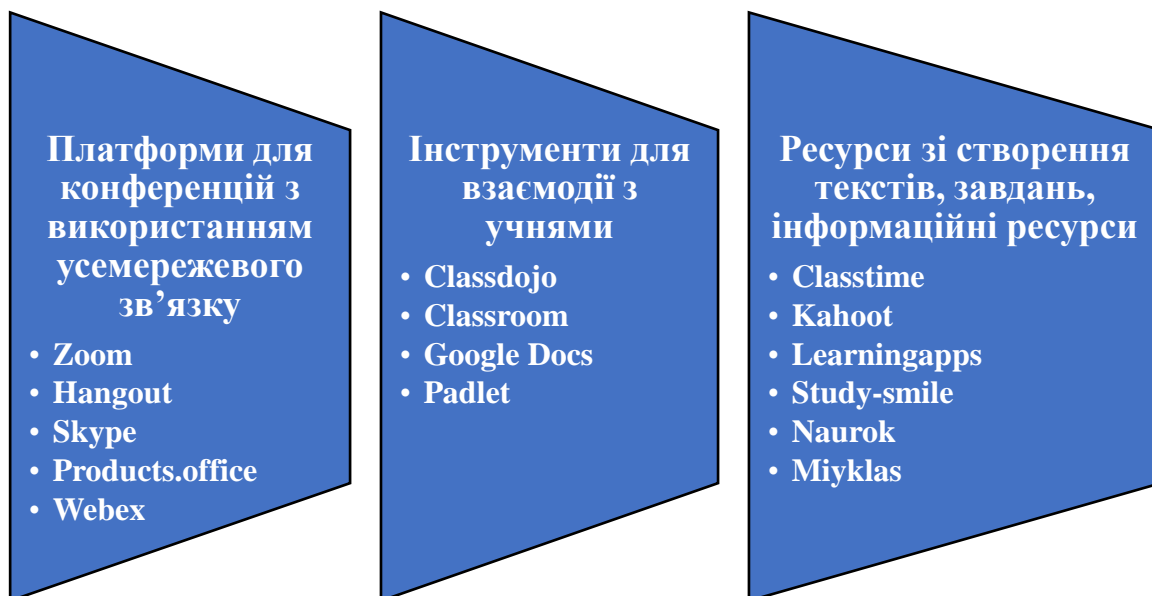 Платформи для
конференцій з
використанням
усемережевого
зв’язку
• Zoom
• Hangout
• Skype
• Products.office
• Webex
Інструменти для
взаємодії з
учнями
• Classdojo
• Classroom
• Google Docs
• Padlet
Ресурси зі створення
текстів, завдань,
інформаційні ресурси
• Classtime
• Kahoot
• Learningapps
• Study-smile
• Naurok
• Miyklas